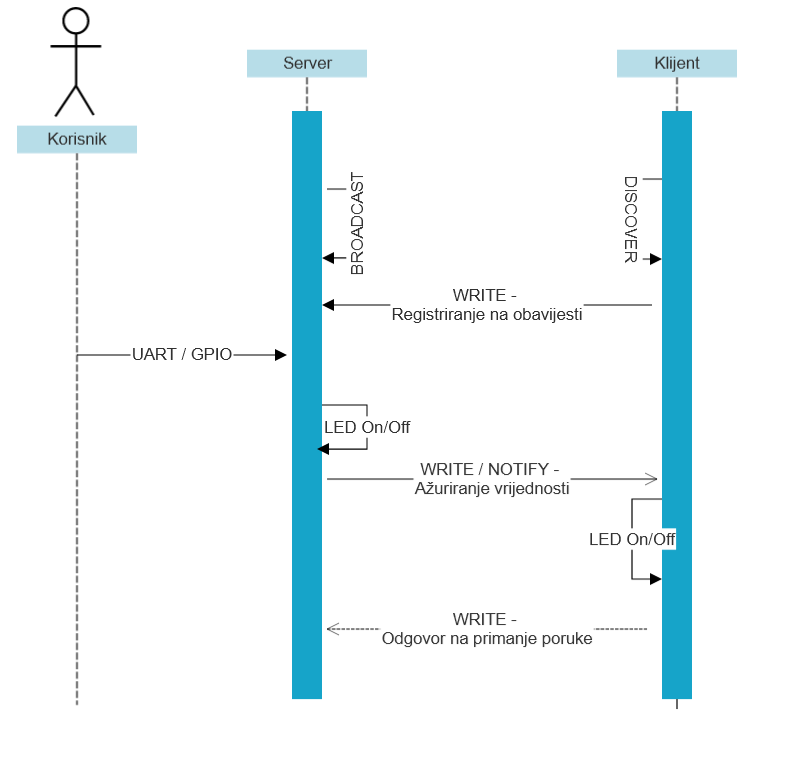 Server
Klijent
Korisnik
BROADCAST
DISCOVER
WRITE -
Registriranje na obavijesti
UART / GPIO
LED On/Off
WRITE / NOTIFY -
Ažuriranje vrijednosti
LED On/Off
WRITE -
Odgovor na primanje poruke